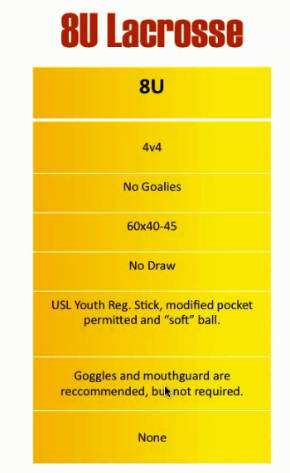 8U Lacrosse
8U
4v4
No Goalies
60x40-45
No Draw
USL Youth Reg. Stick, modified pocket
permitted and “soft” ball.
Goggles and mouthguard are
reccommended, but not required.
None